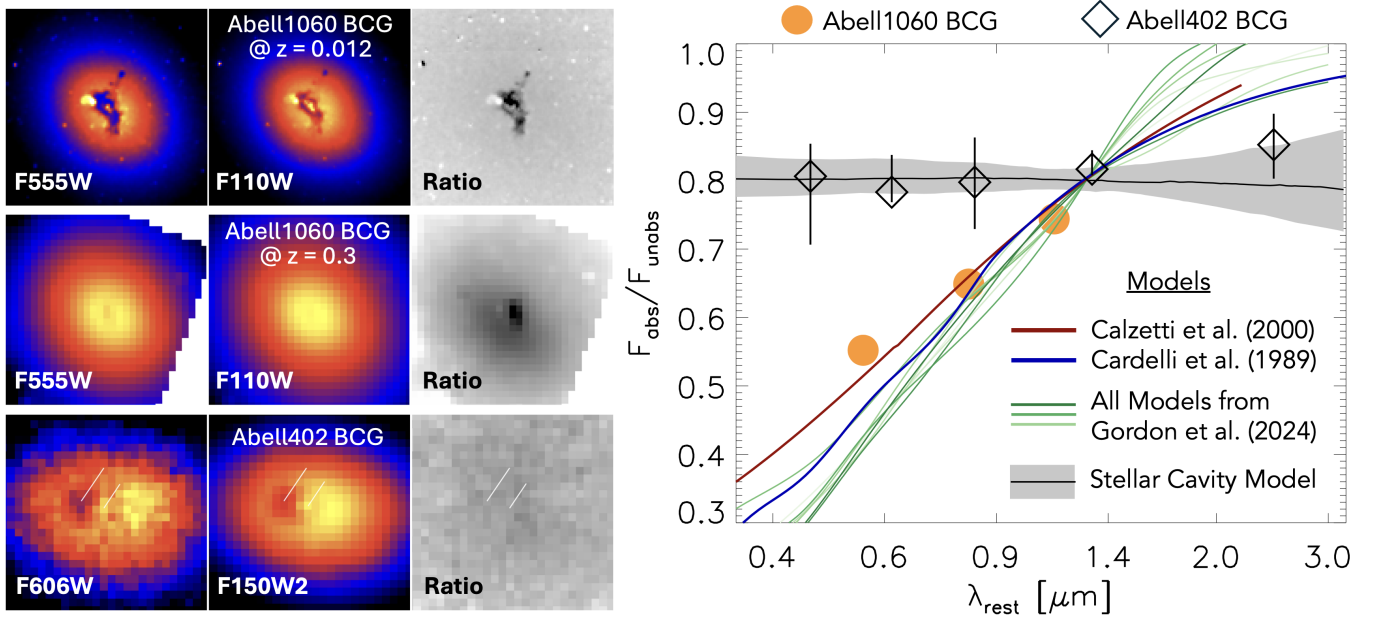 Abell1060 BCG
@ z = 0.012
F555W
F110W
Ratio
Abell1060 BCG
@ z = 0.3
F555W
F110W
Ratio
Abell402 BCG
F606W
F150W2
Ratio
Abell1060 BCG
Abell402 BCG
1.0
0.9
0.8
0.7
0.6
0.5
0.4
0.3
F_abs/F_unabs
Models
Calzetti et al. (2000)
Cardelli et al. (1989)
All Models from
Gordon et al. (2024)
Stellar Cavity Model
0.4 0.6 0.9 1.4 2.0 3.0
λ_rest [μm]